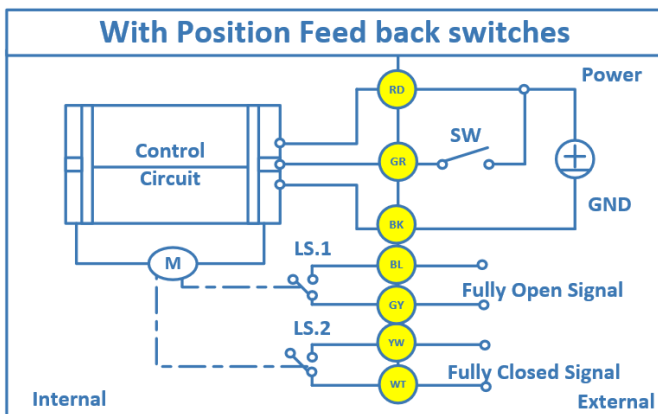 With Position Feed back switches
Power
RD
SW
Control
GR
Circuit
GND
BK
M
LS.1
BL
Fully Open Signal
GY
LS.2
YW
Fully Closed Signal
WT
Internal
External